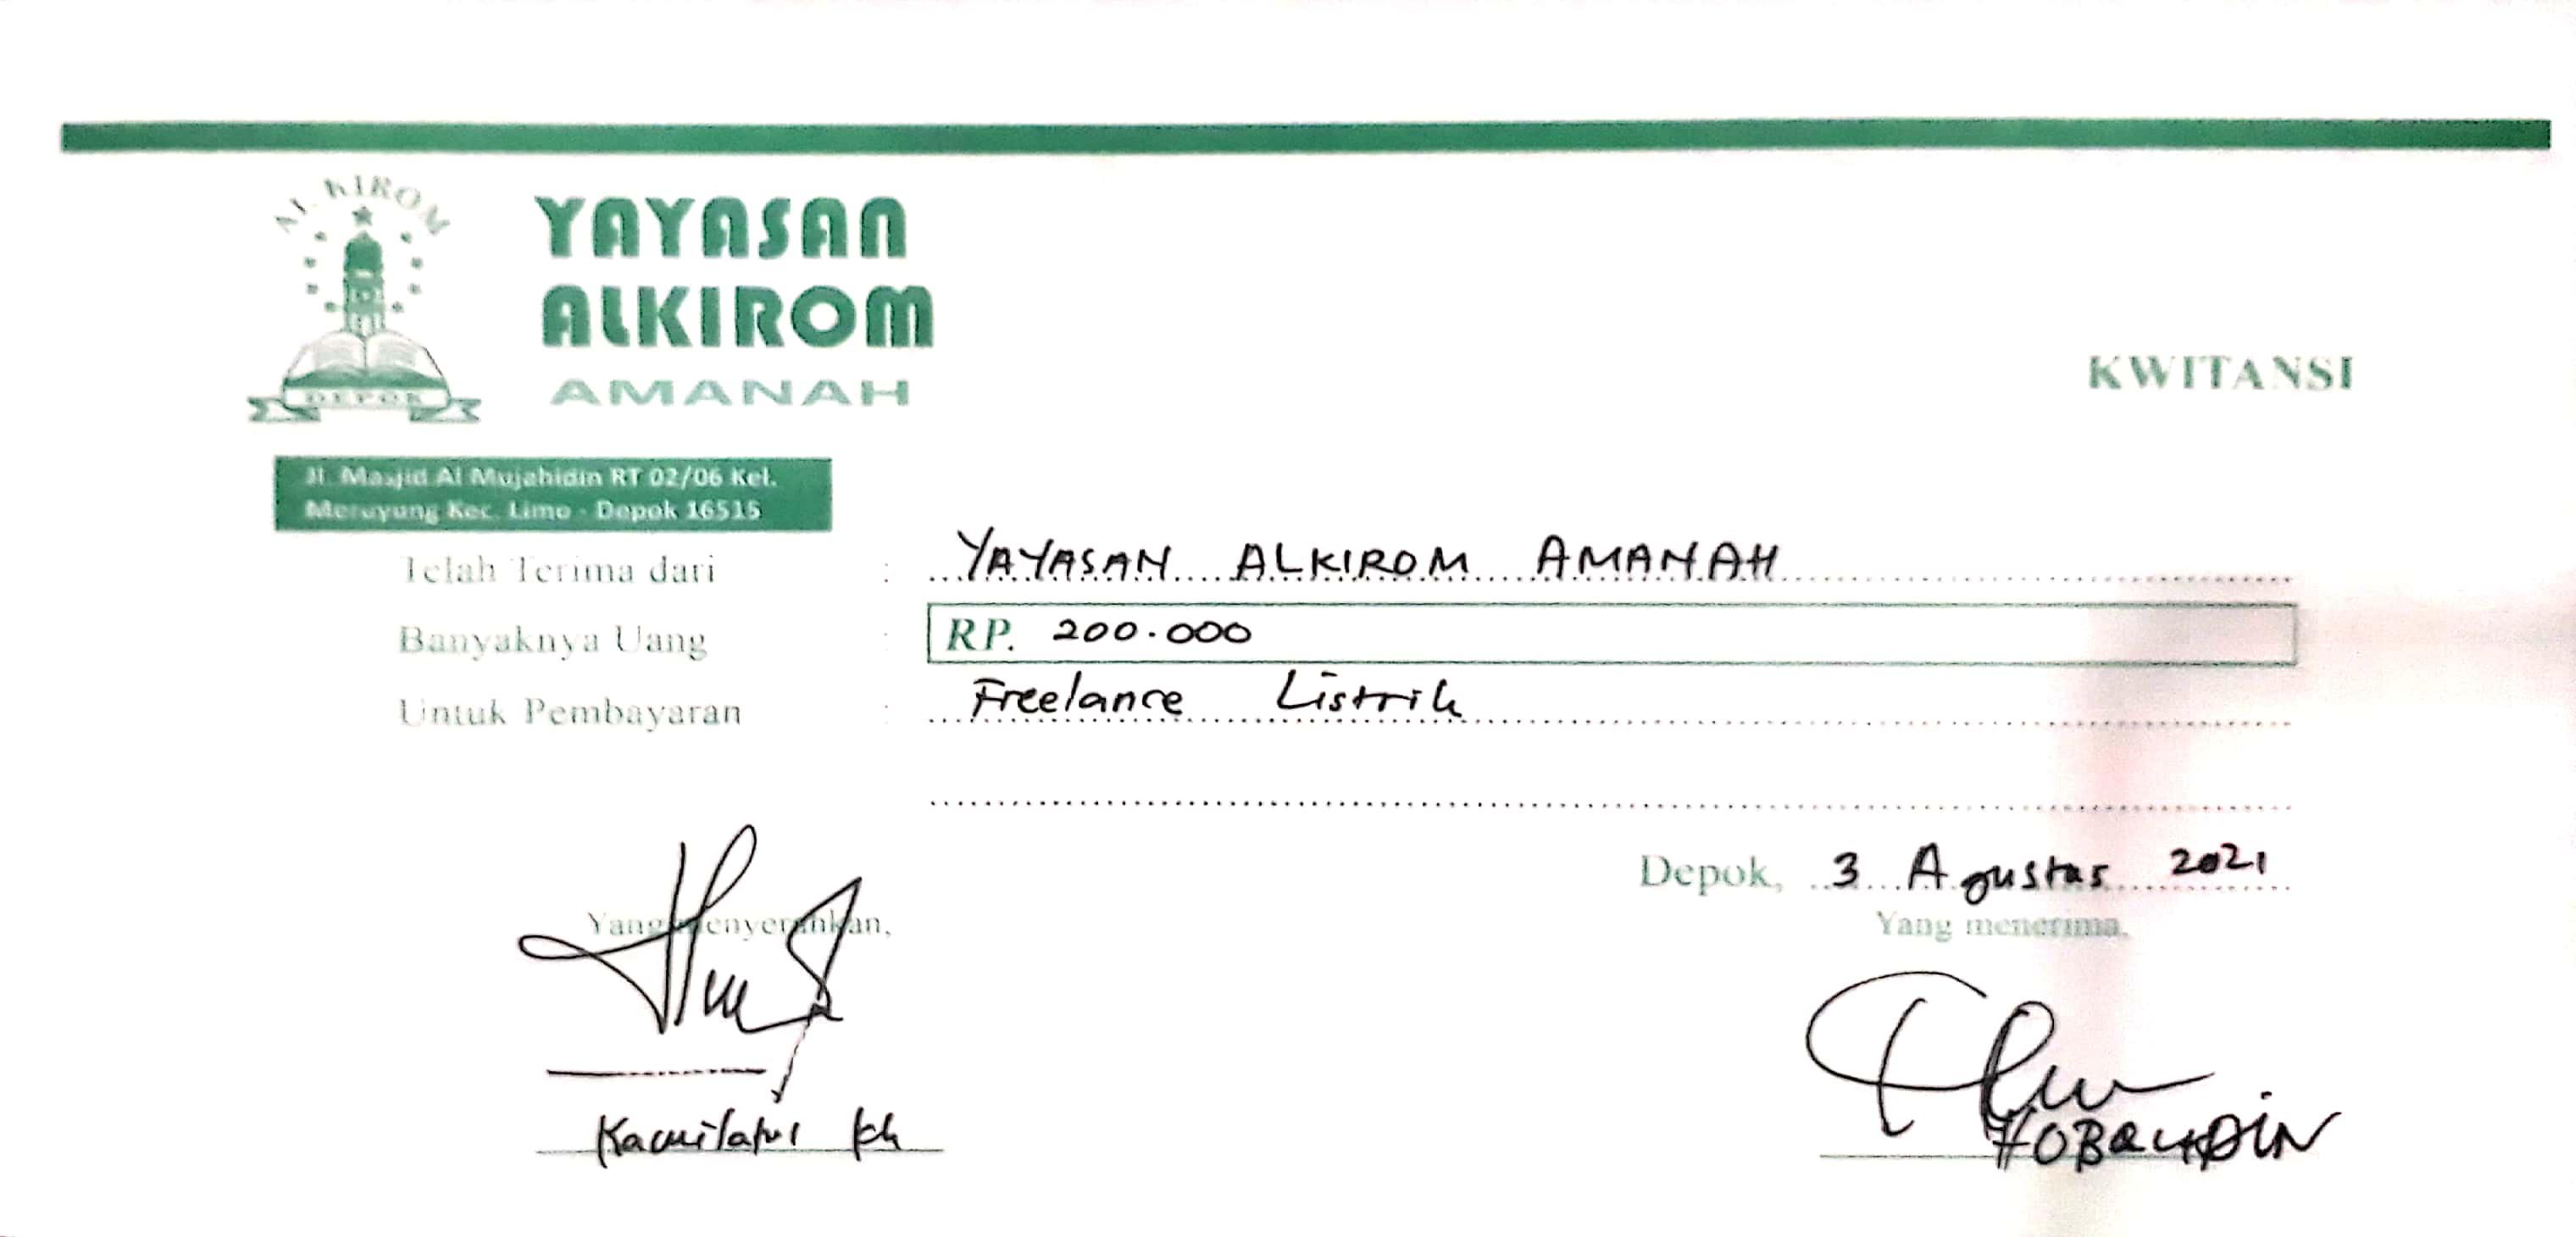 AL KIROM
DEPOK
YAYASAN
ALKIROM
AMANAH
KWITANSI
Jl. Masjid Al Mujahidin RT 02/06 Kel.
Meruyung Kec. Limo - Depok 16515
Telah Terima dari : YAYASAN ALKIROM AMANAH
Banyaknya Uang : RP. 200.000
Untuk Pembayaran : Freelance Listrik
Depok, 3 Agustus 2021
Yang menyerahkan,
Yang menerima,
Kamilatul kh